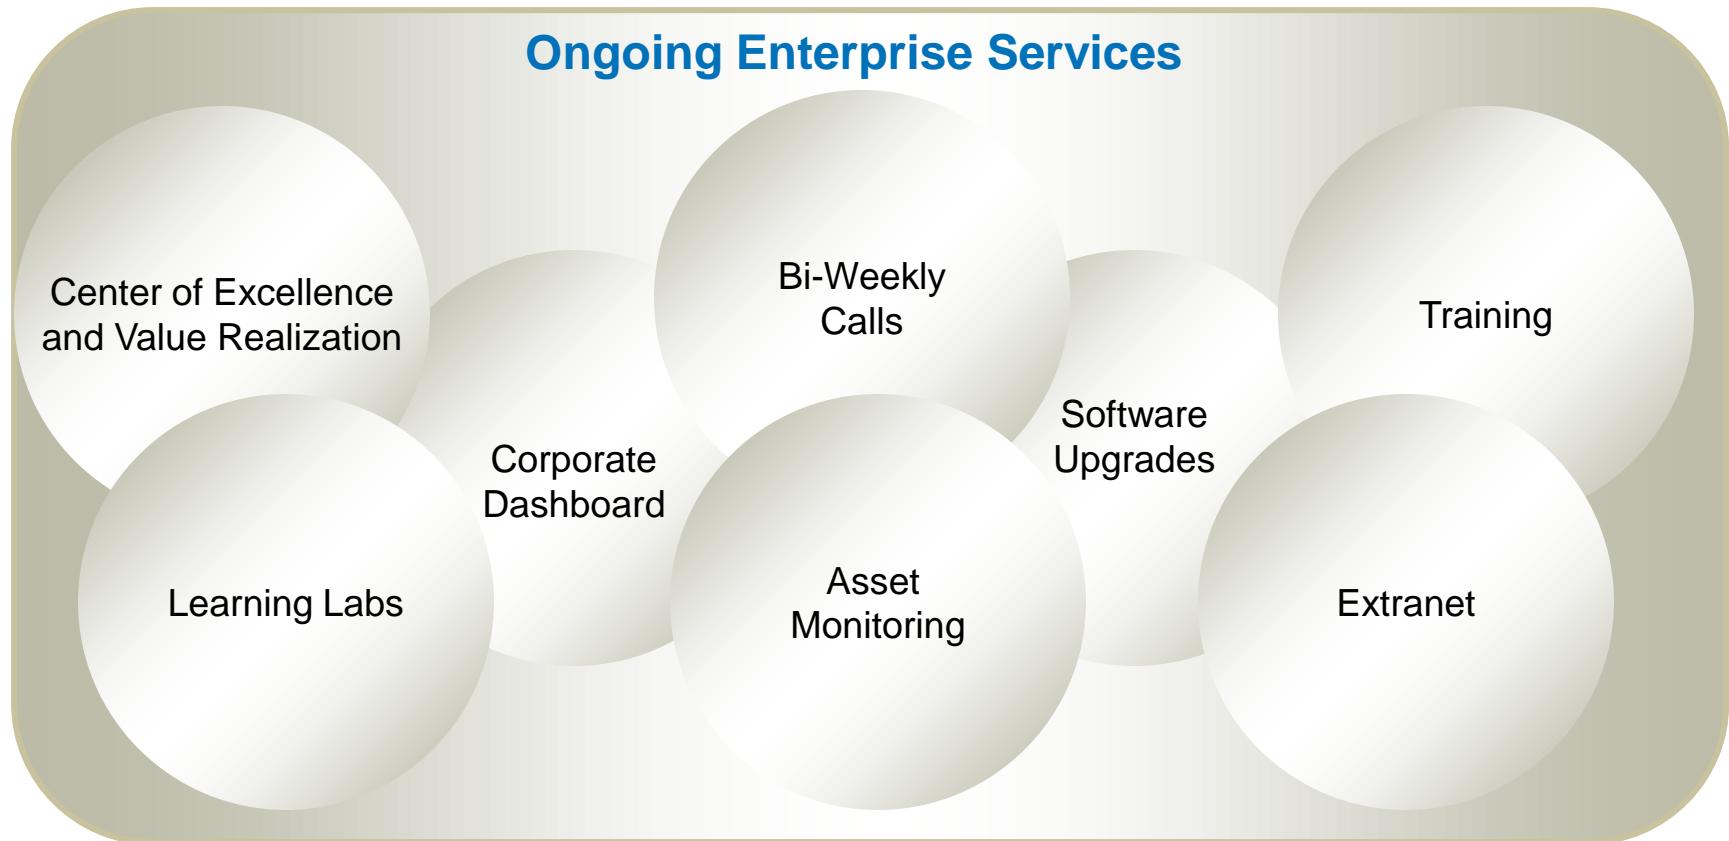 Ongoing Enterprise Services
Center of Excellence
and Value Realization
Bi-Weekly
Calls
Training
Corporate
Dashboard
Software
Upgrades
Learning Labs
Asset
Monitoring
Extranet